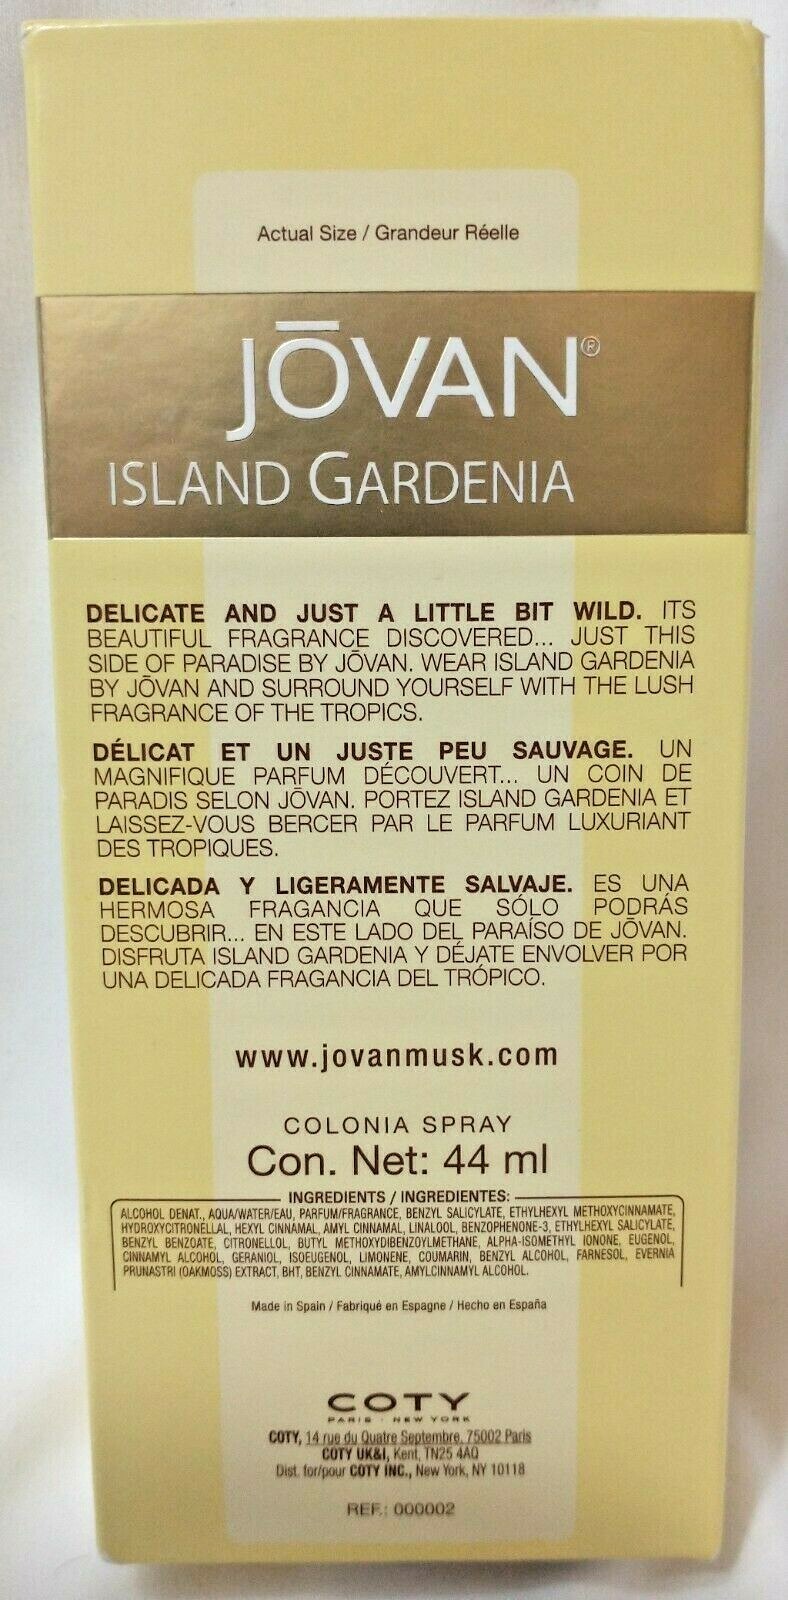 Actual Size / Grandeur Réelle
JŌVAN®
ISLAND GARDENIA
DELICATE AND JUST A LITTLE BIT WILD. ITS
BEAUTIFUL FRAGRANCE DISCOVERED... JUST THIS
SIDE OF PARADISE BY JŌVAN. WEAR ISLAND GARDENIA
BY JŌVAN AND SURROUND YOURSELF WITH THE LUSH
FRAGRANCE OF THE TROPICS.
DÉLICAT ET UN JUSTE PEU SAUVAGE. UN
MAGNIFIQUE PARFUM DÉCOUVERT... UN COIN DE
PARADIS SELON JŌVAN. PORTEZ ISLAND GARDENIA ET
LAISSEZ-VOUS BERCER PAR LE PARFUM LUXURIANT
DES TROPIQUES.
DELICADA Y LIGERAMENTE SALVAJE. ES UNA
HERMOSA FRAGANCIA QUE SÓLO PODRÁS
DESCUBRIR... EN ESTE LADO DEL PARAÍSO DE JŌVAN.
DISFRUTA ISLAND GARDENIA Y DÉJATE ENVOLVER POR
UNA DELICADA FRAGANCIA DEL TRÓPICO.
www.jovanmusk.com
COLONIA SPRAY
Con. Net: 44 ml
INGREDIENTS / INGREDIENTES:
ALCOHOL DENAT., AQUA/WATER/EAU, PARFUM/FRAGRANCE, BENZYL SALICYLATE, ETHYLHEXYL METHOXYCINNAMATE,
HYDROXYCITRONELLAL, HEXYL CINNAMAL, AMYL CINNAMAL, LINALOOL, BENZOPHENONE-3, ETHYLHEXYL SALICYLATE,
BENZYL BENZOATE, CITRONELLOL, BUTYL METHOXYDIBENZOYLMETHANE, ALPHA-ISOMETHYL IONONE, EUGENOL,
CINNAMYL ALCOHOL, GERANIOL, ISOEUGENOL, LIMONENE, COUMARIN, BENZYL ALCOHOL, FARNESOL, EVERNIA
PRUNASTRI (OAKMOSS) EXTRACT, BHT, BENZYL CINNAMATE, AMYLCINNAMYL ALCOHOL.
Made in Spain / Fabriqué en Espagne / Hecho en España
COTY
PARIS · NEW YORK
COTY, 14 rue du Quatre Septembre, 75002 Paris
COTY UK&I, Kent, TN25 4AQ
Dist. for/pour COTY INC., New York, NY 10118
REF.: 000002